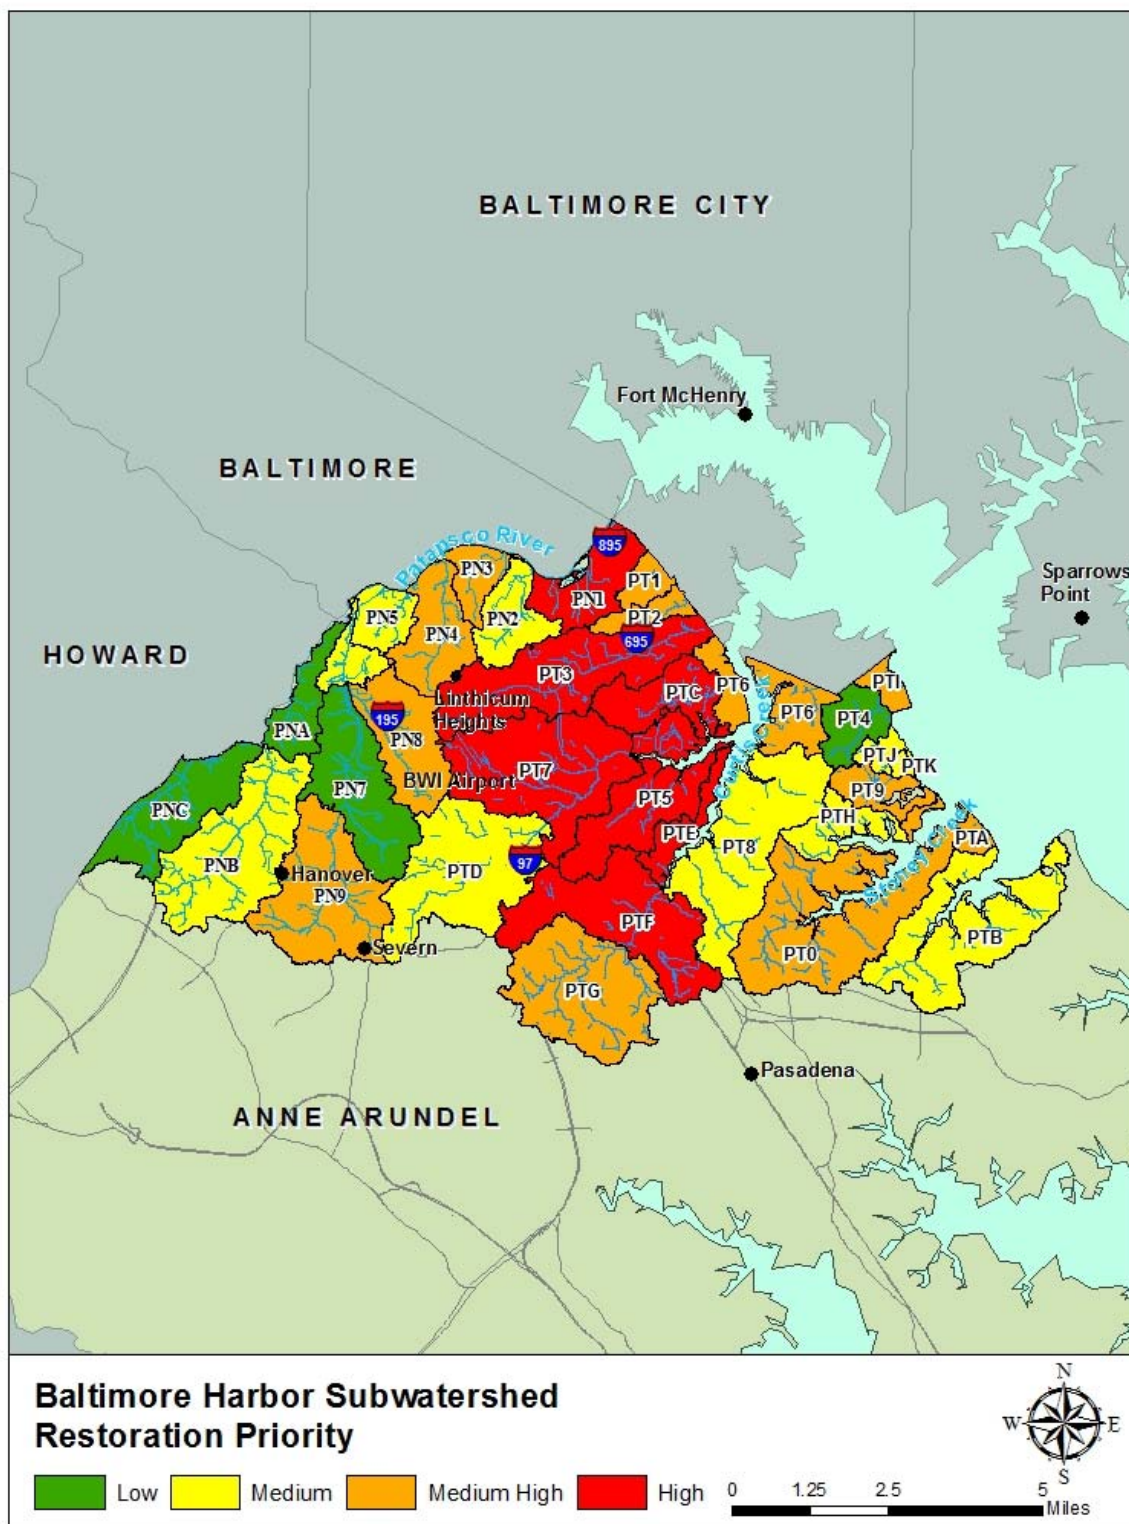 BALTIMORE CITY
Fort McHenry
BALTIMORE
Patapsco River
895
PN3
PT1
Sparrows
Point
PN1
PN5
PN2
PT2
PN4
695
HOWARD
PT3
PTC
PT6
PTI
Linthicum
Heights
195
PT6
PT4
PNA
PN8
Curtis Creek
PTJ
PTK
PT7
BWI Airport
PN7
PT9
PNC
PT5
PTH
PTE
PTA
PT8
Stoney Creek
PNB
97
PTD
Hanover
PN9
PTF
PTB
Severn
PT0
PTG
Pasadena
ANNE ARUNDEL
Baltimore Harbor Subwatershed
Restoration Priority
N
W E
S
Low Medium Medium High High
0 1.25 2.5 5
Miles